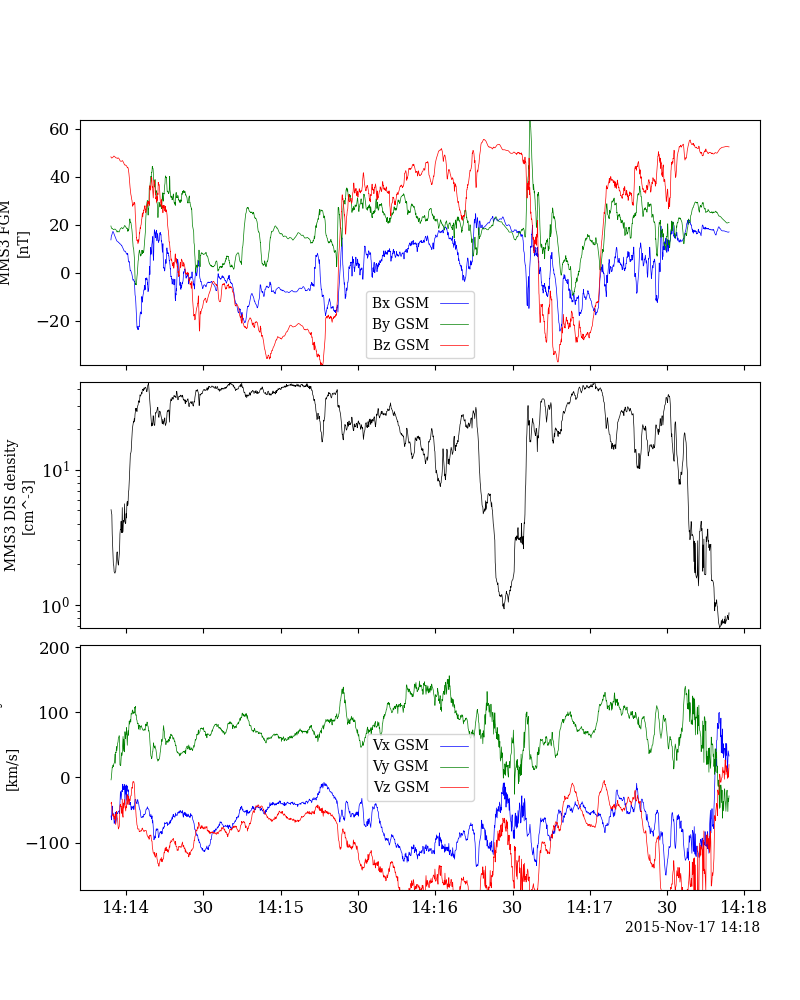 60
40
20
0
−20
MMS3 FGM
[nT]
Bx GSM
By GSM
Bz GSM
10^1
10^0
MMS3 DIS density
[cm^-3]
200
100
0
−100
[km/s]
Vx GSM
Vy GSM
Vz GSM
14:14 30 14:15 30 14:16 30 14:17 30 14:18
2015-Nov-17 14:18